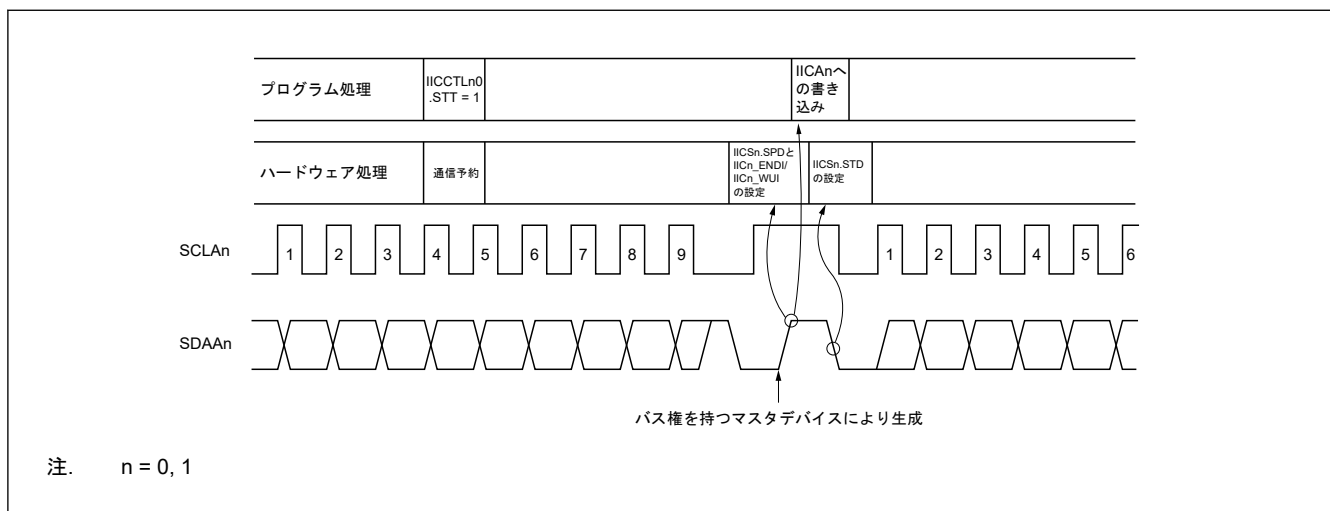 プログラム処理
IICCTLn0
.STT = 1
IICAnへ
の書き
込み
ハードウェア処理
通信予約
IICSn.SPDと
IICn_ENDI/
IICn_WUI
の設定
IICSn.STD
の設定
SCLAn
1 2 3 4 5 6 7 8 9 1 2 3 4 5 6
SDAAn
バス権を持つマスタデバイスにより生成
注. n = 0, 1